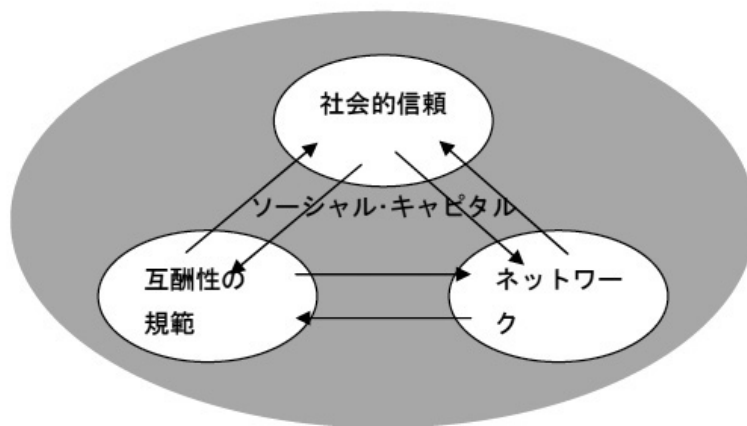 社会的信頼
ソーシャル･キャピタル
互酬性の
規範
ネットワー
ク